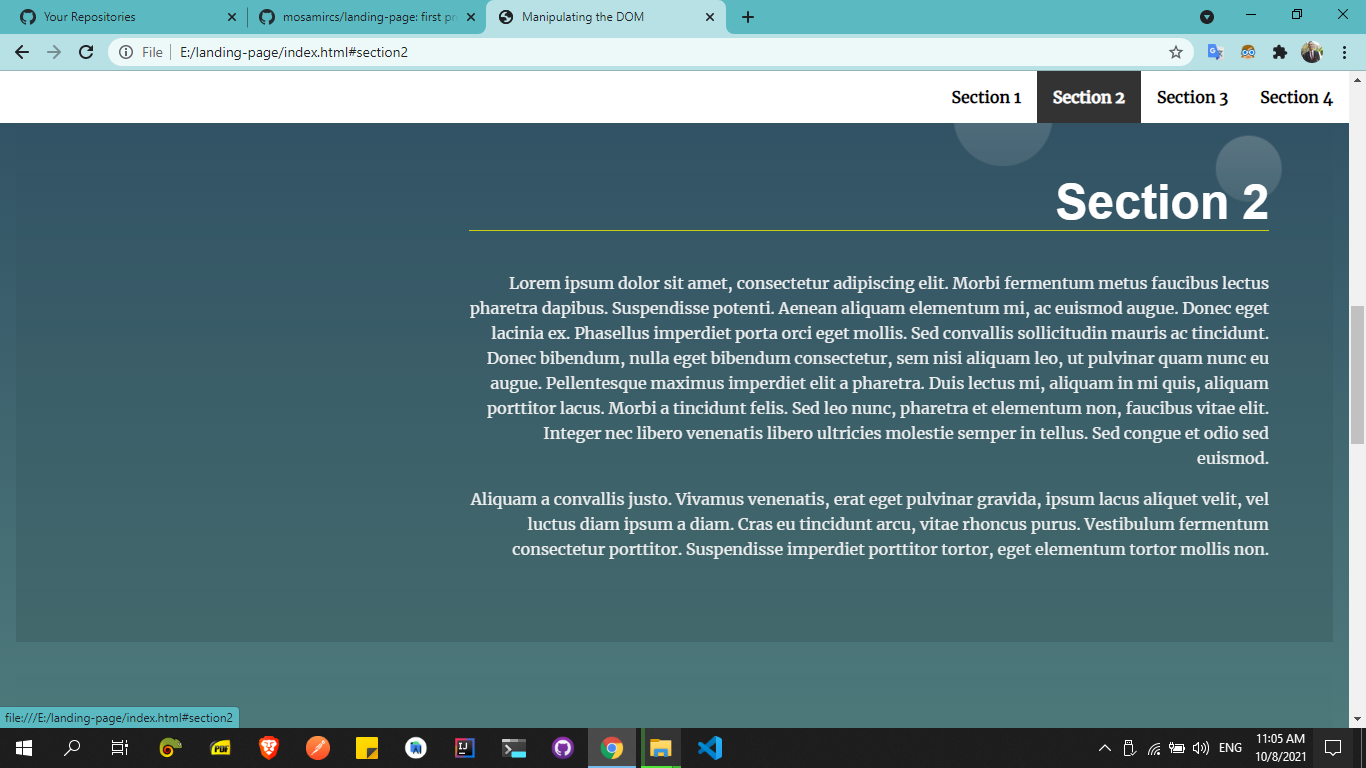 Your Repositories
mosamircs/landing-page: first pr
Manipulating the DOM
File
E:/landing-page/index.html#section2
Section 1
Section 2
Section 3
Section 4
Section 2
Lorem ipsum dolor sit amet, consectetur adipiscing elit. Morbi fermentum metus faucibus lectus
pharetra dapibus. Suspendisse potenti. Aenean aliquam elementum mi, ac euismod augue. Donec eget
lacinia ex. Phasellus imperdiet porta orci eget mollis. Sed convallis sollicitudin mauris ac tincidunt.
Donec bibendum, nulla eget bibendum consectetur, sem nisi aliquam leo, ut pulvinar quam nunc eu
augue. Pellentesque maximus imperdiet elit a pharetra. Duis lectus mi, aliquam in mi quis, aliquam
porttitor lacus. Morbi a tincidunt felis. Sed leo nunc, pharetra et elementum non, faucibus vitae elit.
Integer nec libero venenatis libero ultricies molestie semper in tellus. Sed congue et odio sed
euismod.
Aliquam a convallis justo. Vivamus venenatis, erat eget pulvinar gravida, ipsum lacus aliquet velit, vel
luctus diam ipsum a diam. Cras eu tincidunt arcu, vitae rhoncus purus. Vestibulum fermentum
consectetur porttitor. Suspendisse imperdiet porttitor tortor, eget elementum tortor mollis non.
file:///E:/landing-page/index.html#section2
PDF
IJ
ENG
11:05 AM
10/8/2021